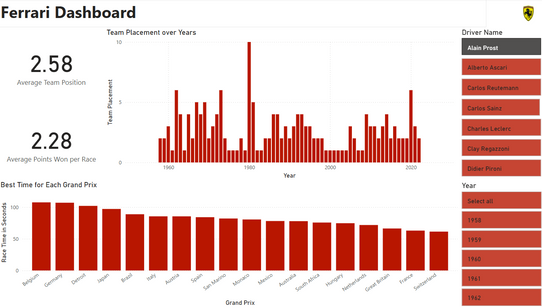 Ferrari Dashboard
2.58
Average Team Position
2.28
Average Points Won per Race
Team Placement over Years
Team Placement
10
5
0
1960
1980
2000
2020
Year
Best Time for Each Grand Prix
Race Time in Seconds
100
50
0
Belgium
Germany
Detroit
Japan
Brazil
Italy
Austria
Spain
San Marino
Monaco
Mexico
Australia
South Africa
Hungary
Netherlands
Great Britain
France
Switzerland
Grand Prix
Driver Name
Alain Prost
Alberto Ascari
Carlos Reutemann
Carlos Sainz
Charles Leclerc
Clay Regazzoni
Didier Pironi
Year
Select all
1958
1959
1960
1961
1962